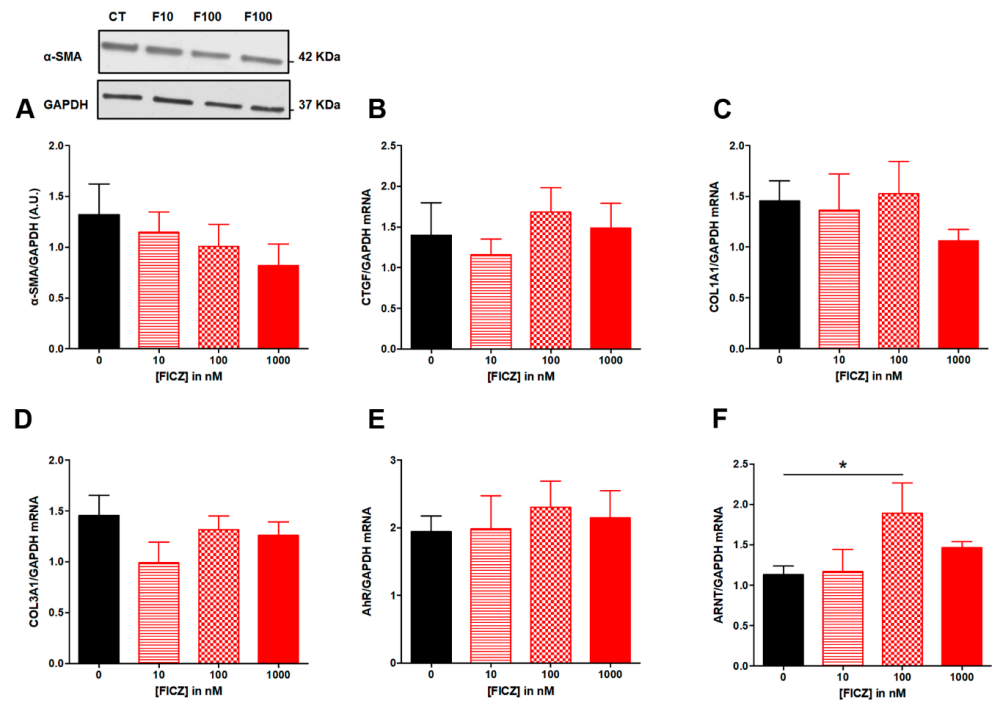 CT F10 F100 F100
α-SMA
42 KDa
GAPDH
37 KDa
A
B
C
2.0
1.5
1.0
0.5
0.0
α-SMA/GAPDH (A.U.)
0 10 100 1000
[FICZ] in nM
2.5
2.0
1.5
1.0
0.5
0.0
CTGF/GAPDH mRNA
0 10 100 1000
[FICZ] in nM
2.0
1.5
1.0
0.5
0.0
COL1A1/GAPDH mRNA
0 10 100 1000
[FICZ] in nM
D
E
F
2.0
1.5
1.0
0.5
0.0
COL3A1/GAPDH mRNA
0 10 100 1000
[FICZ] in nM
3
2
1
0
AhR/GAPDH mRNA
0 10 100 1000
[FICZ] in nM
2.5
2.0
1.5
1.0
0.5
0.0
ARNT/GAPDH mRNA
*
0 10 100 1000
[FICZ] in nM